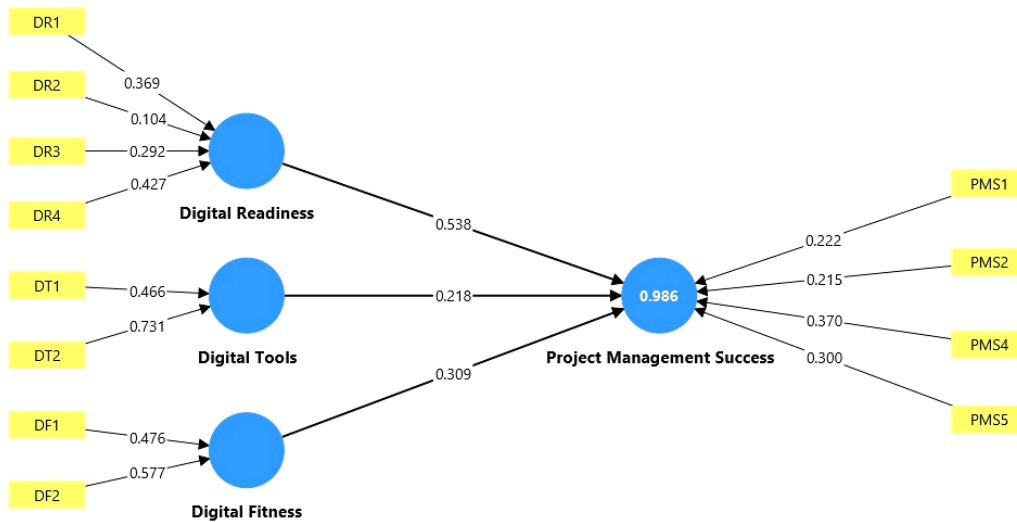 DR1
0.369
DR2
0.104
DR3
0.292
DR4
0.427
Digital Readiness
0.538
DT1
0.466
DT2
0.731
Digital Tools
0.218
DF1
0.476
DF2
0.577
Digital Fitness
0.309
0.986
Project Management Success
PMS1
0.222
PMS2
0.215
PMS4
0.370
PMS5
0.300